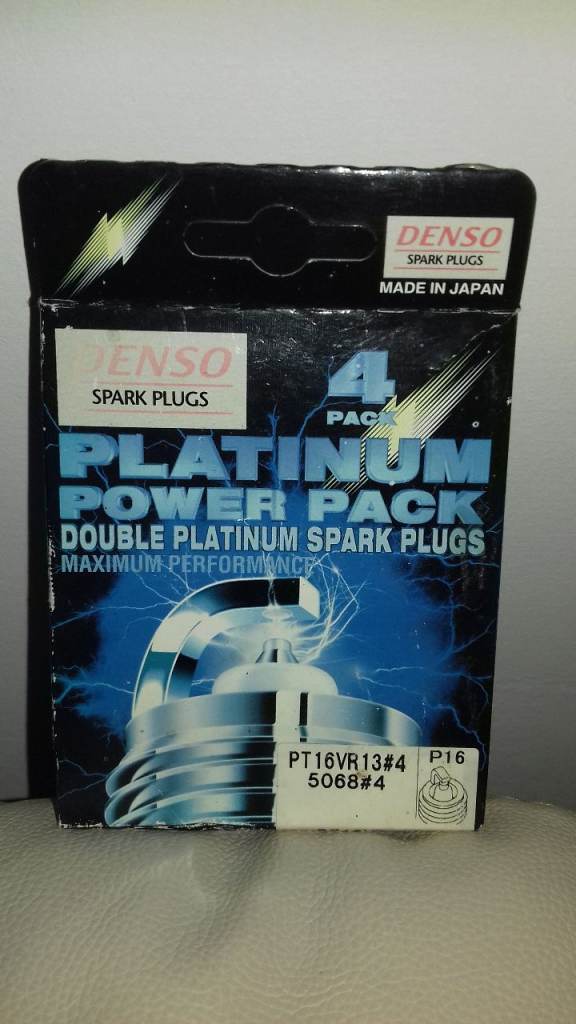 DENSO
SPARK PLUGS
MADE IN JAPAN
DENSO
SPARK PLUGS
4
PACK
PLATINUM
POWER PACK
DOUBLE PLATINUM SPARK PLUGS
MAXIMUM PERFORMANCE
PT16VR13#4
5068#4
P16